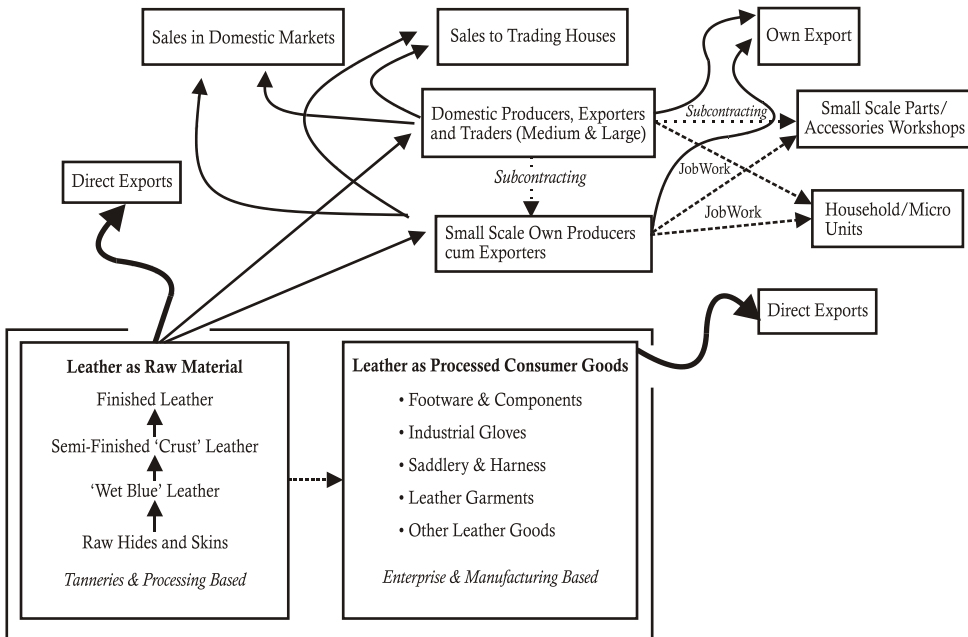 Sales in Domestic Markets
Sales to Trading Houses
Own Export
Domestic Producers, Exporters
and Traders (Medium & Large)
Subcontracting
Small Scale Parts/
Accessories Workshops
Direct Exports
Subcontracting
JobWork
JobWork
Household/Micro
Units
Small Scale Own Producers
cum Exporters
Direct Exports
Leather as Raw Material
Finished Leather
Semi-Finished ‘Crust’ Leather
‘Wet Blue’ Leather
Raw Hides and Skins
Tanneries & Processing Based
Leather as Processed Consumer Goods
• Footware & Components
• Industrial Gloves
• Saddlery & Harness
• Leather Garments
• Other Leather Goods
Enterprise & Manufacturing Based